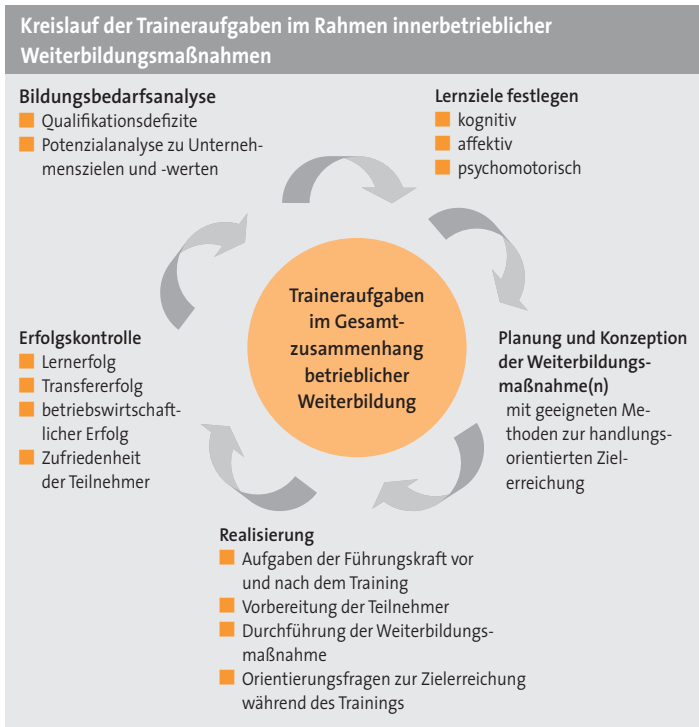 Kreislauf der Traineraufgaben im Rahmen innerbetrieblicher
Weiterbildungsmaßnahmen
Bildungsbedarfsanalyse
Qualifikationsdefizite
Potenzialanalyse zu Unterneh-
menszielen und -werten
Lernziele festlegen
kognitiv
affektiv
psychomotorisch
Traineraufgaben
im Gesamt-
zusammenhang
betrieblicher
Weiterbildung
Planung und Konzeption
der Weiterbildungs-
maßnahme(n)
mit geeigneten Me-
thoden zur handlungs-
orientierten Ziel-
erreichung
Erfolgskontrolle
Lernerfolg
Transfererfolg
betriebswirtschaft-
licher Erfolg
Zufriedenheit
der Teilnehmer
Realisierung
Aufgaben der Führungskraft vor
und nach dem Training
Vorbereitung der Teilnehmer
Durchführung der Weiterbildungs-
maßnahme
Orientierungsfragen zur Zielerreichung
während des Trainings